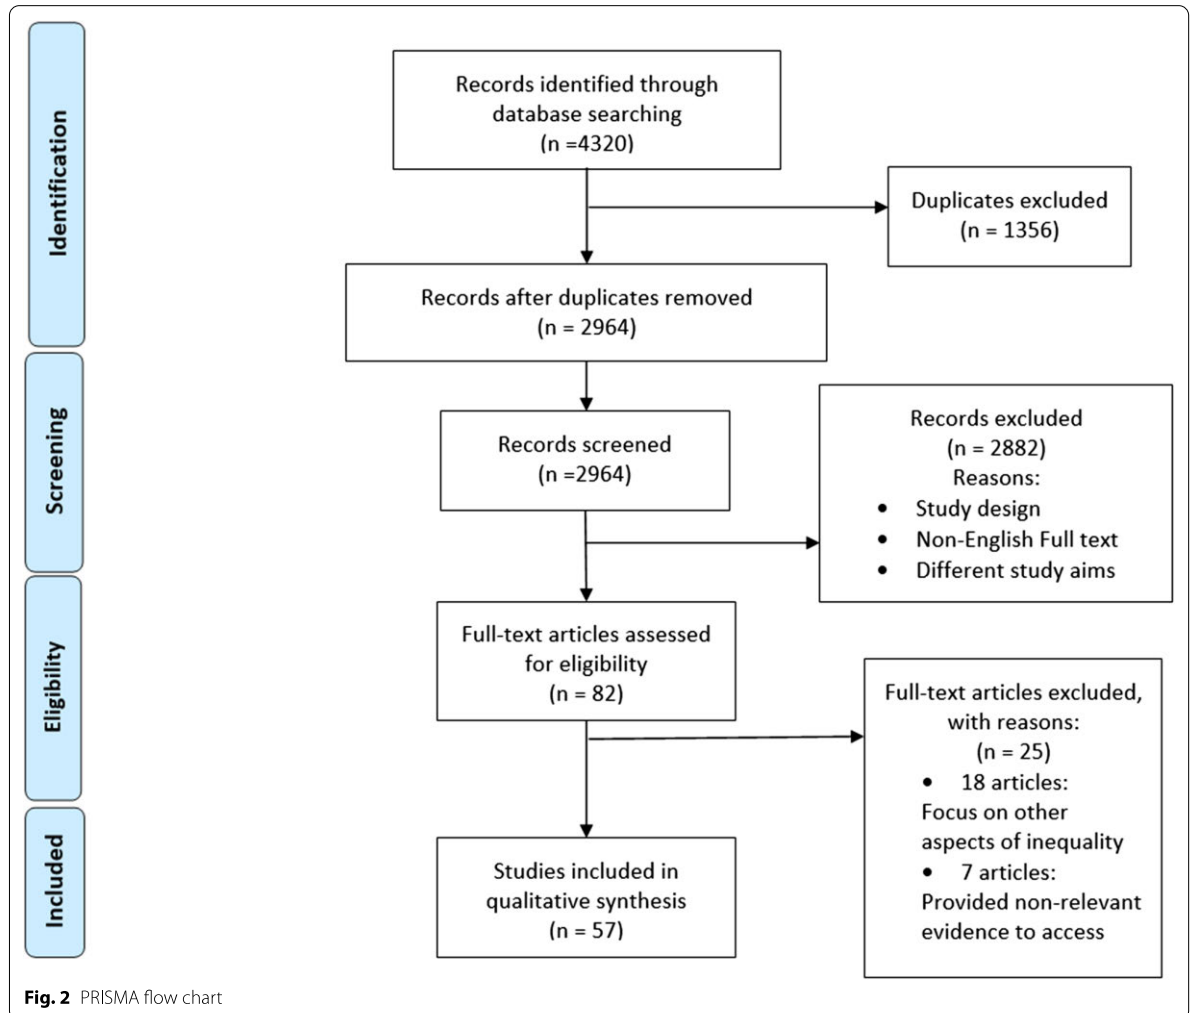 Identification
Records identified through
database searching
(n =4320)
Duplicates excluded
(n = 1356)
Records after duplicates removed
(n = 2964)
Screening
Records screened
(n =2964)
Records excluded
(n = 2882)
Reasons:
• Study design
• Non-English Full text
• Different study aims
Eligibility
Full-text articles assessed
for eligibility
(n = 82)
Full-text articles excluded,
with reasons:
(n = 25)
• 18 articles:
Focus on other
aspects of inequality
• 7 articles:
Provided non-relevant
evidence to access
Included
Studies included in
qualitative synthesis
(n = 57)
Fig. 2 PRISMA flow chart